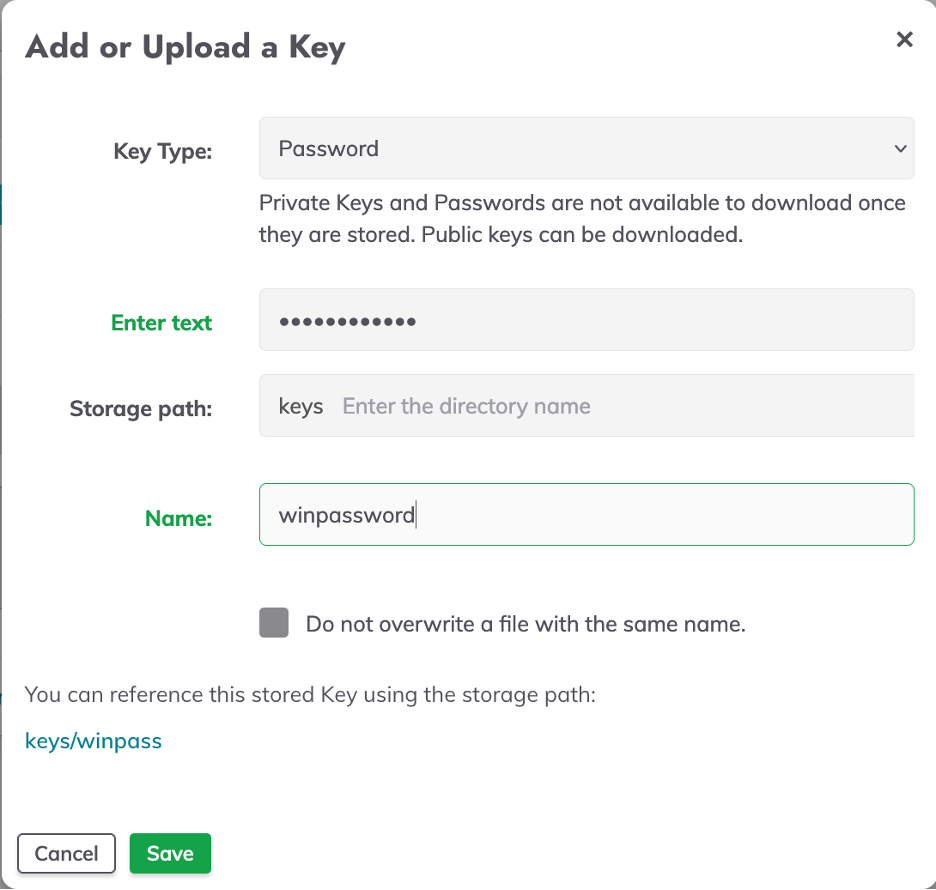 Add or Upload a Key
Key Type:
Password
Private Keys and Passwords are not available to download once
they are stored. Public keys can be downloaded.
Enter text
••••••••••••
Storage path:
keys Enter the directory name
Name:
winpassword
Do not overwrite a file with the same name.
You can reference this stored Key using the storage path:
keys/winpass
Cancel Save